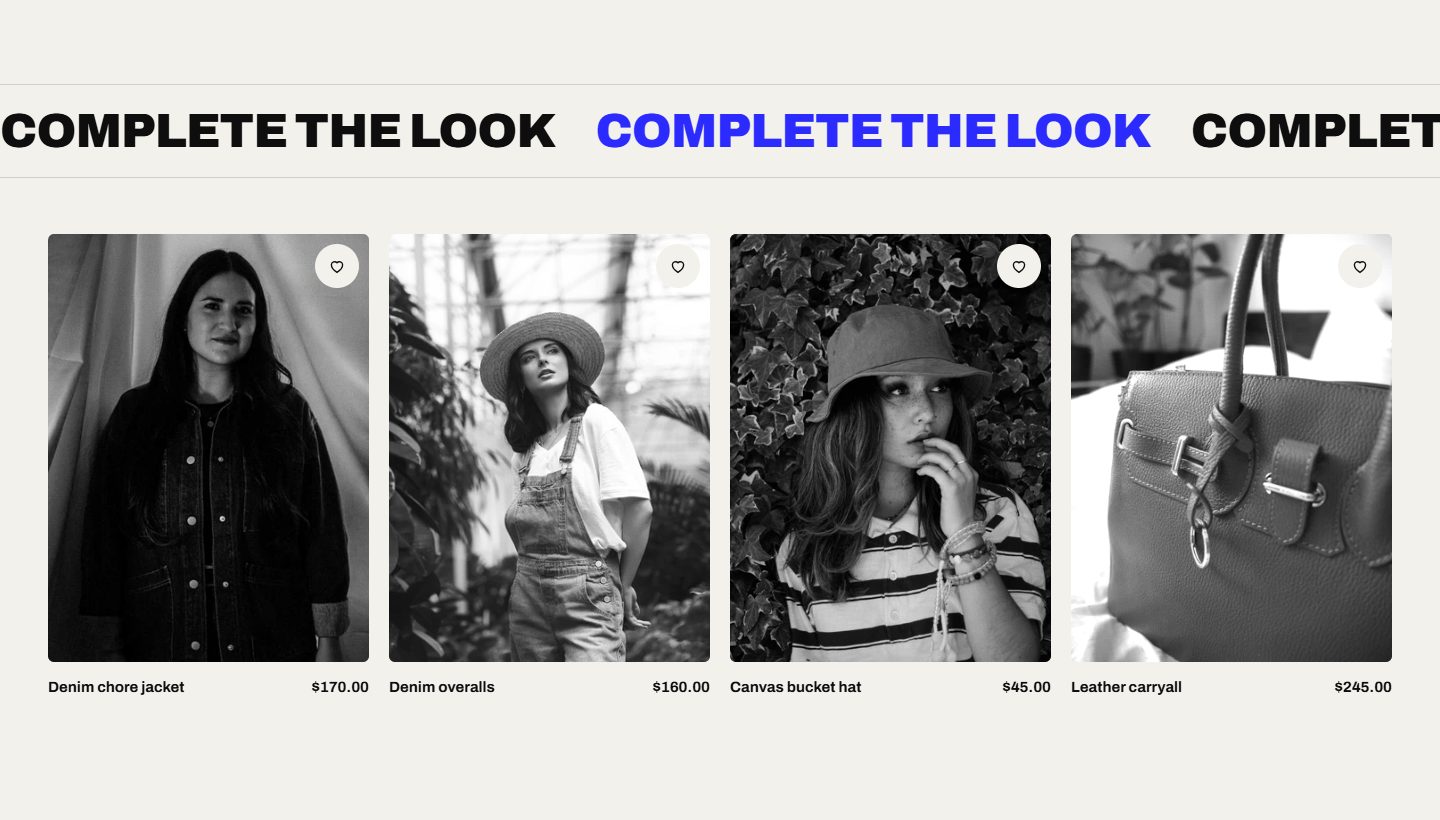 COMPLETE THE LOOK COMPLETE THE LOOK COMPLET
Denim chore jacket $170.00
Denim overalls $160.00
Canvas bucket hat $45.00
Leather carryall $245.00